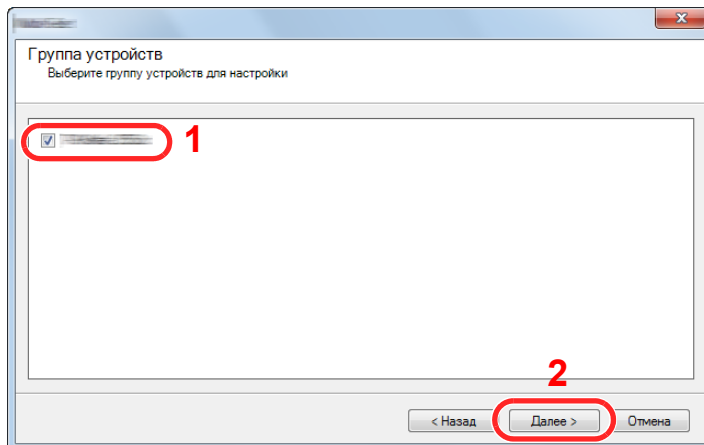 Группа устройств
Выберите группу устройств для настройки
1
2
< Назад
Далее >
Отмена